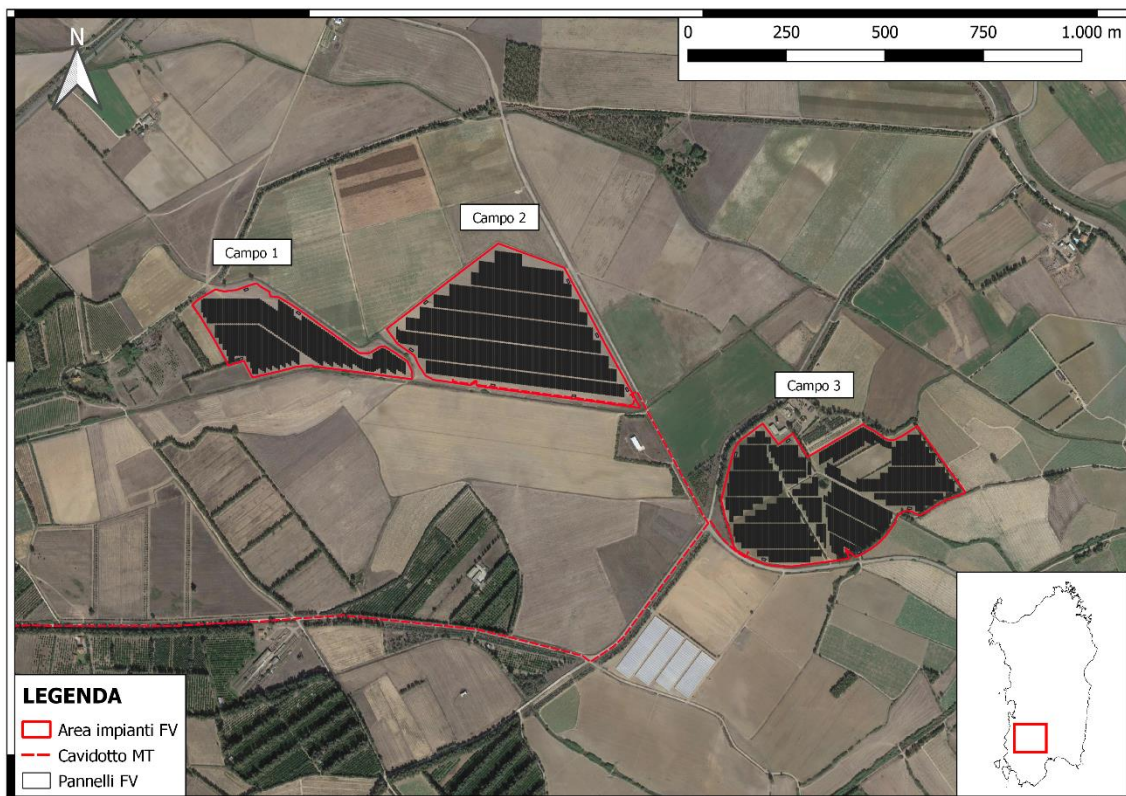 N
0 250 500 750 1.000 m
Campo 1
Campo 2
Campo 3
LEGENDA
Area impianti FV
Cavidotto MT
Pannelli FV